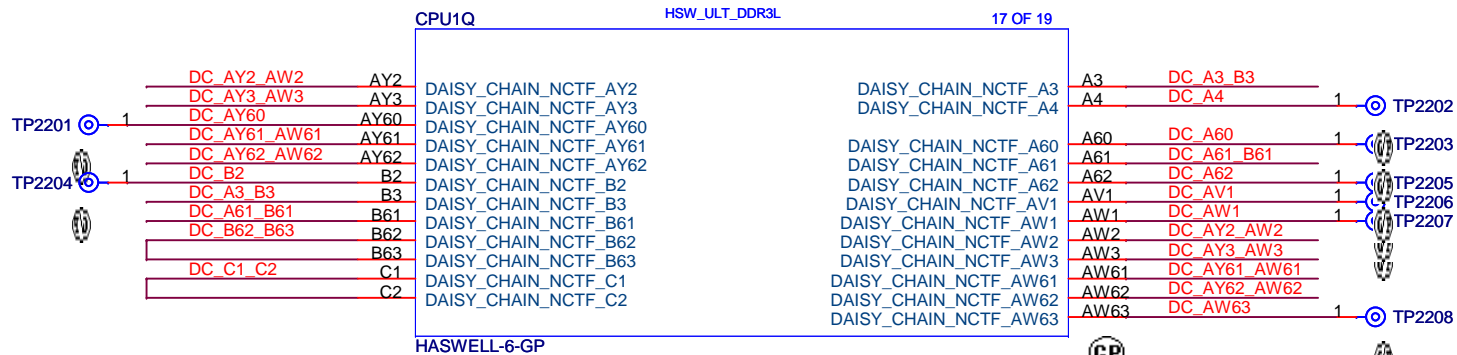 CPU1Q HSW_ULT_DDR3L 17 OF 19
DC_AY2_AW2 AY2 DAISY_CHAIN_NCTF_AY2
DC_AY3_AW3 AY3 DAISY_CHAIN_NCTF_AY3
TP2201 1 DC_AY60 AY60 DAISY_CHAIN_NCTF_AY60
DC_AY61_AW61 AY61 DAISY_CHAIN_NCTF_AY61
DC_AY62_AW62 AY62 DAISY_CHAIN_NCTF_AY62
TP2204 1 DC_B2 B2 DAISY_CHAIN_NCTF_B2
DC_A3_B3 B3 DAISY_CHAIN_NCTF_B3
DC_A61_B61 B61 DAISY_CHAIN_NCTF_B61
DC_B62_B63 B62 DAISY_CHAIN_NCTF_B62
B63 DAISY_CHAIN_NCTF_B63
DC_C1_C2 C1 DAISY_CHAIN_NCTF_C1
C2 DAISY_CHAIN_NCTF_C2
DAISY_CHAIN_NCTF_A3 A3 DC_A3_B3
DAISY_CHAIN_NCTF_A4 A4 DC_A4 1 TP2202
DAISY_CHAIN_NCTF_A60 A60 DC_A60 1 TP2203
DAISY_CHAIN_NCTF_A61 A61 DC_A61_B61
DAISY_CHAIN_NCTF_A62 A62 DC_A62 1 TP2205
DAISY_CHAIN_NCTF_AV1 AV1 DC_AV1 1 TP2206
DAISY_CHAIN_NCTF_AW1 AW1 DC_AW1 1 TP2207
DAISY_CHAIN_NCTF_AW2 AW2 DC_AY2_AW2
DAISY_CHAIN_NCTF_AW3 AW3 DC_AY3_AW3
DAISY_CHAIN_NCTF_AW61 AW61 DC_AY61_AW61
DAISY_CHAIN_NCTF_AW62 AW62 DC_AY62_AW62
DAISY_CHAIN_NCTF_AW63 AW63 DC_AW63 1 TP2208
HASWELL-6-GP
GP